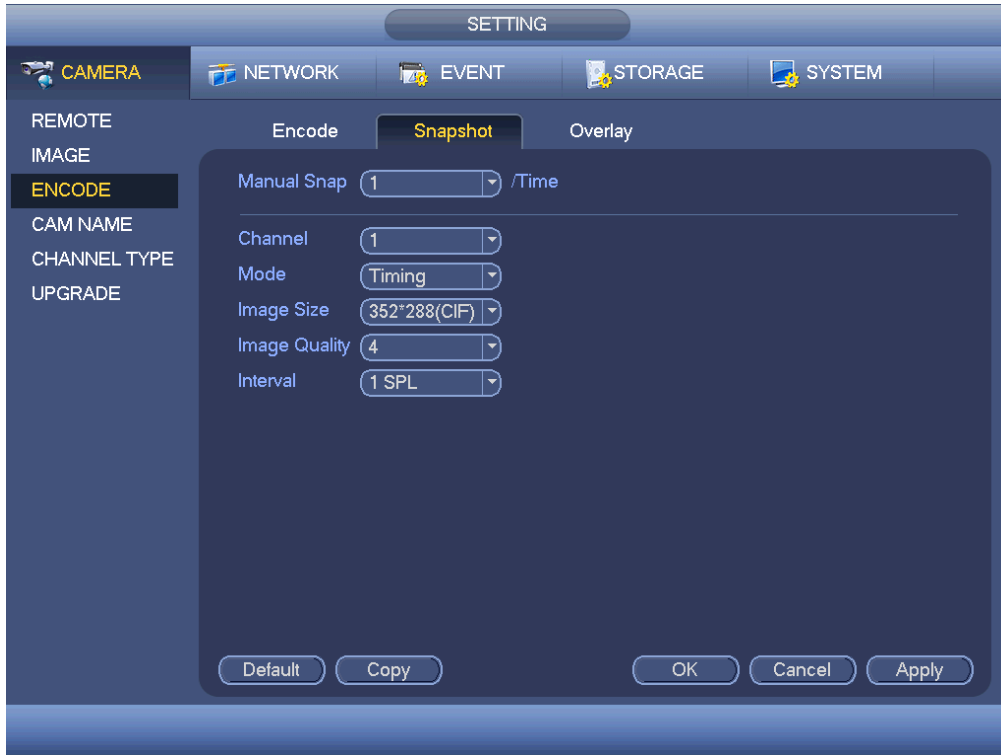 SETTING
CAMERA NETWORK EVENT STORAGE SYSTEM
REMOTE
IMAGE
ENCODE
CAM NAME
CHANNEL TYPE
UPGRADE
Encode Snapshot Overlay
Manual Snap 1 /Time
Channel 1
Mode Timing
Image Size 352*288(CIF)
Image Quality 4
Interval 1 SPL
Default Copy OK Cancel Apply